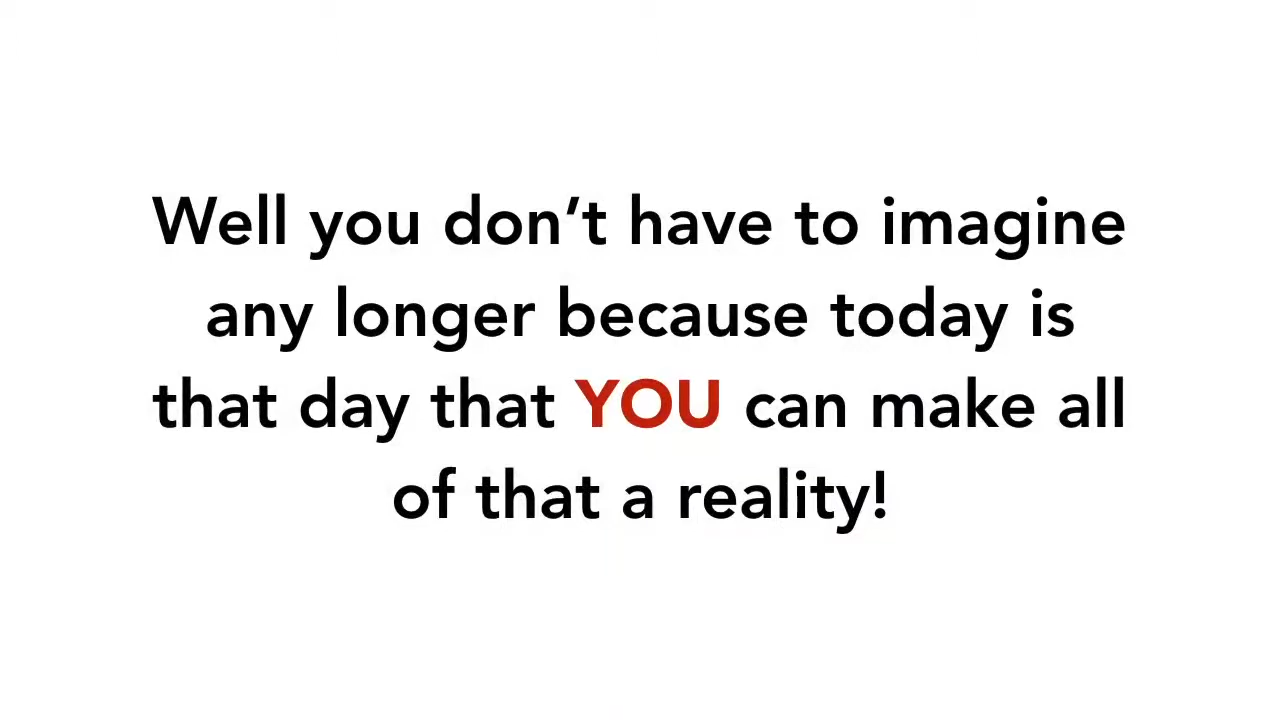 Well you don’t have to imagine
any longer because today is
that day that YOU can make all
of that a reality!